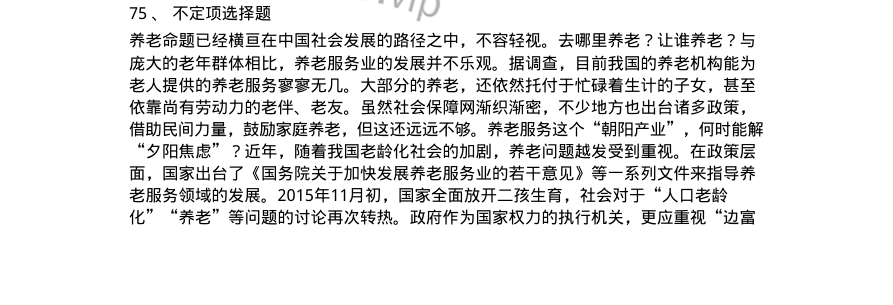 75 、 不定项选择题
养老命题已经横亘在中国社会发展的路径之中，不容轻视。去哪里养老？让谁养老？与
庞大的老年群体相比，养老服务业的发展并不乐观。据调查，目前我国的养老机构能为
老人提供的养老服务寥寥无几。大部分的养老，还依然托付于忙碌着生计的子女，甚至
依靠尚有劳动力的老伴、老友。虽然社会保障网渐织渐密，不少地方也出台诸多政策，
借助民间力量，鼓励家庭养老，但这还远远不够。养老服务这个“朝阳产业”，何时能解
“夕阳焦虑”？近年，随着我国老龄化社会的加剧，养老问题越发受到重视。在政策层
面，国家出台了《国务院关于加快发展养老服务业的若干意见》等一系列文件来指导养
老服务领域的发展。2015年11月初，国家全面放开二孩生育，社会对于“人口老龄
化”“养老”等问题的讨论再次转热。政府作为国家权力的执行机关，更应重视“边富